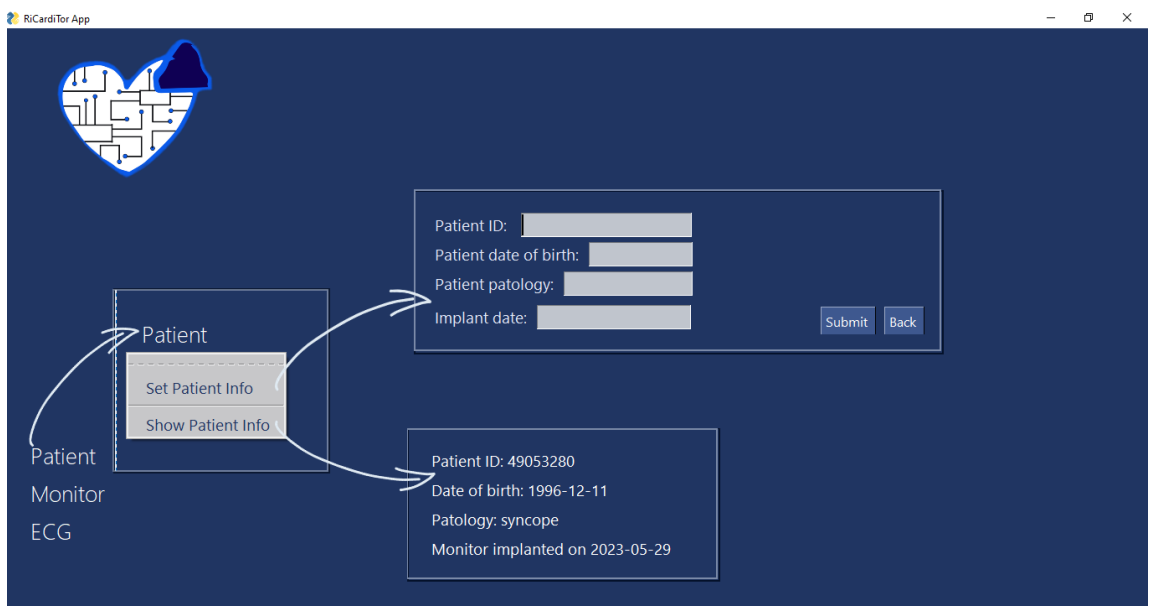 RiCardiTor App
Patient ID:
Patient date of birth:
Patient patology:
Implant date:
Submit
Back
Patient
Set Patient Info
Show Patient Info
Patient
Monitor
ECG
Patient ID: 49053280
Date of birth: 1996-12-11
Patology: syncope
Monitor implanted on 2023-05-29